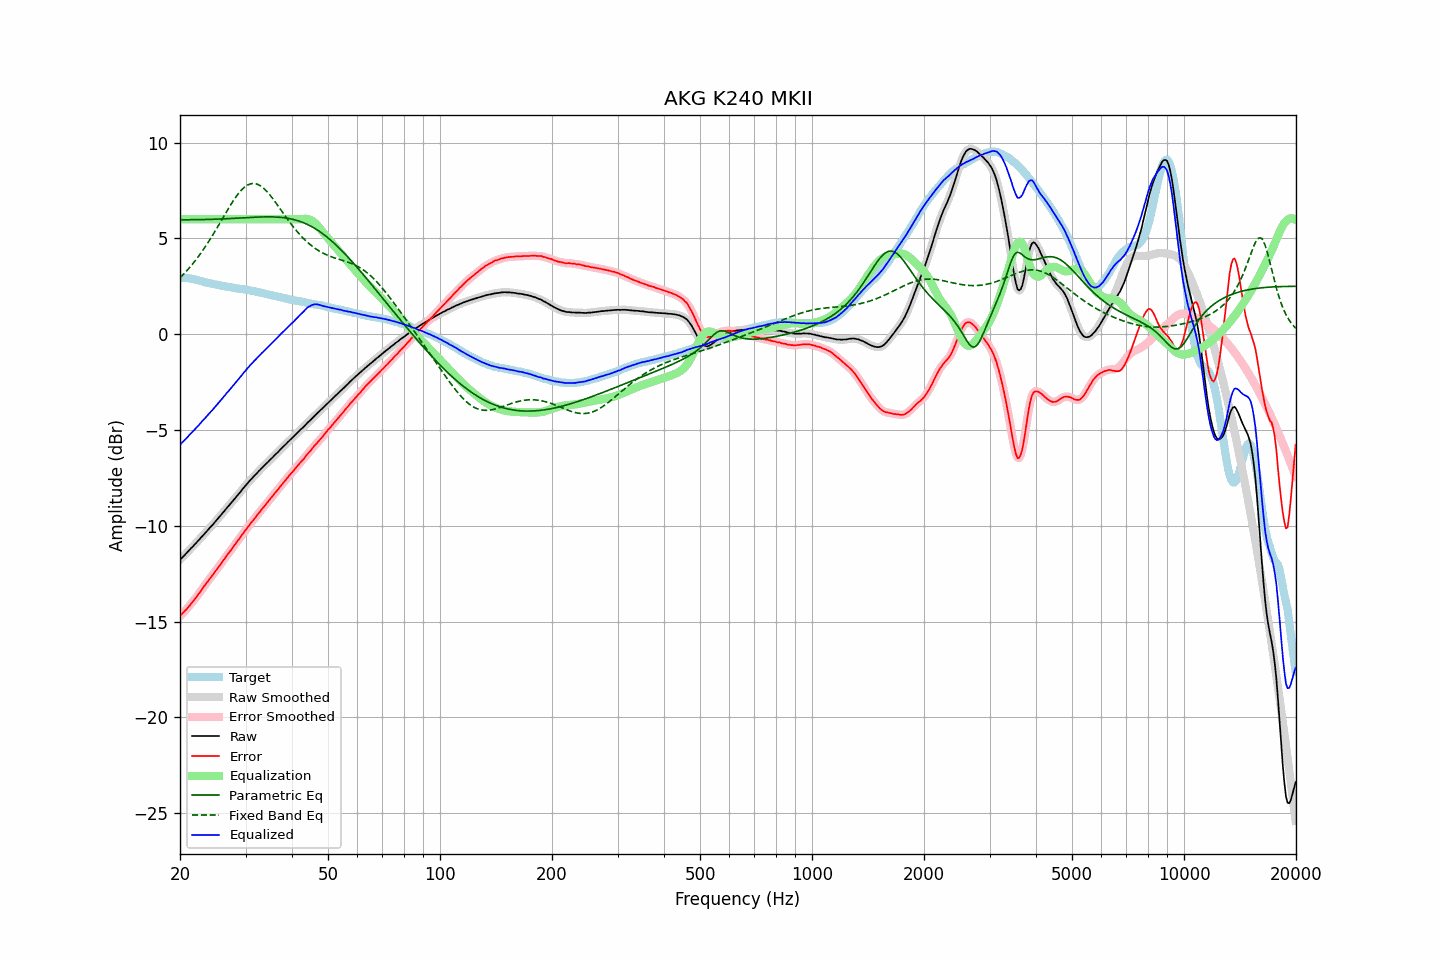 AKG K240 MKII
Amplitude (dBr)
10
5
0
−5
−10
−15
−20
−25
Target
Raw Smoothed
Error Smoothed
Raw
Error
Equalization
Parametric Eq
Fixed Band Eq
Equalized
20 50 100 200 500 1000 2000 5000 10000 20000
Frequency (Hz)